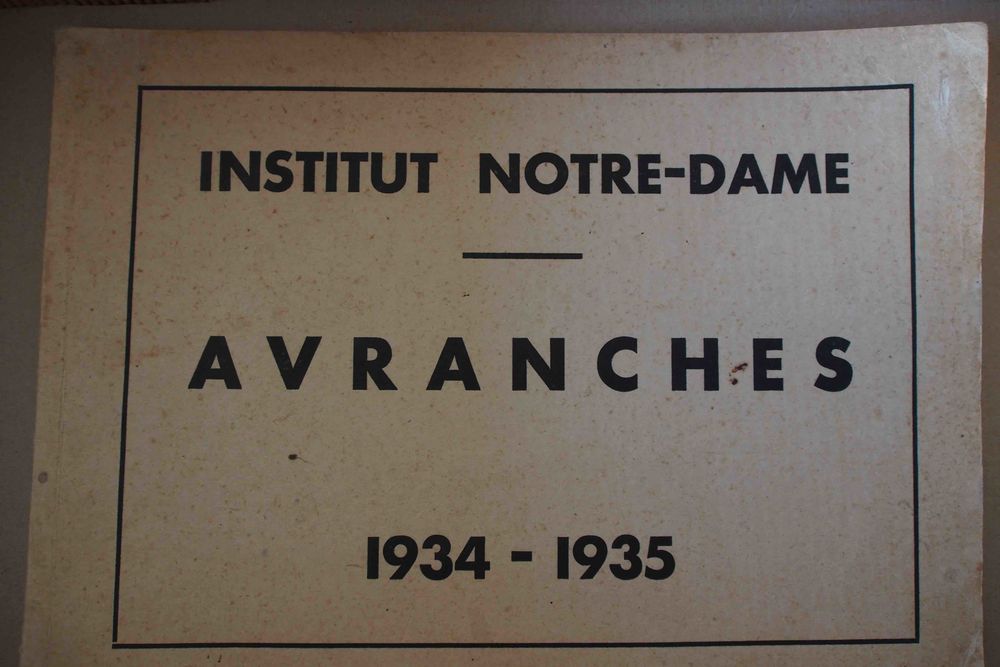 INSTITUT NOTRE-DAME
AVRANCHES
1934 - 1935